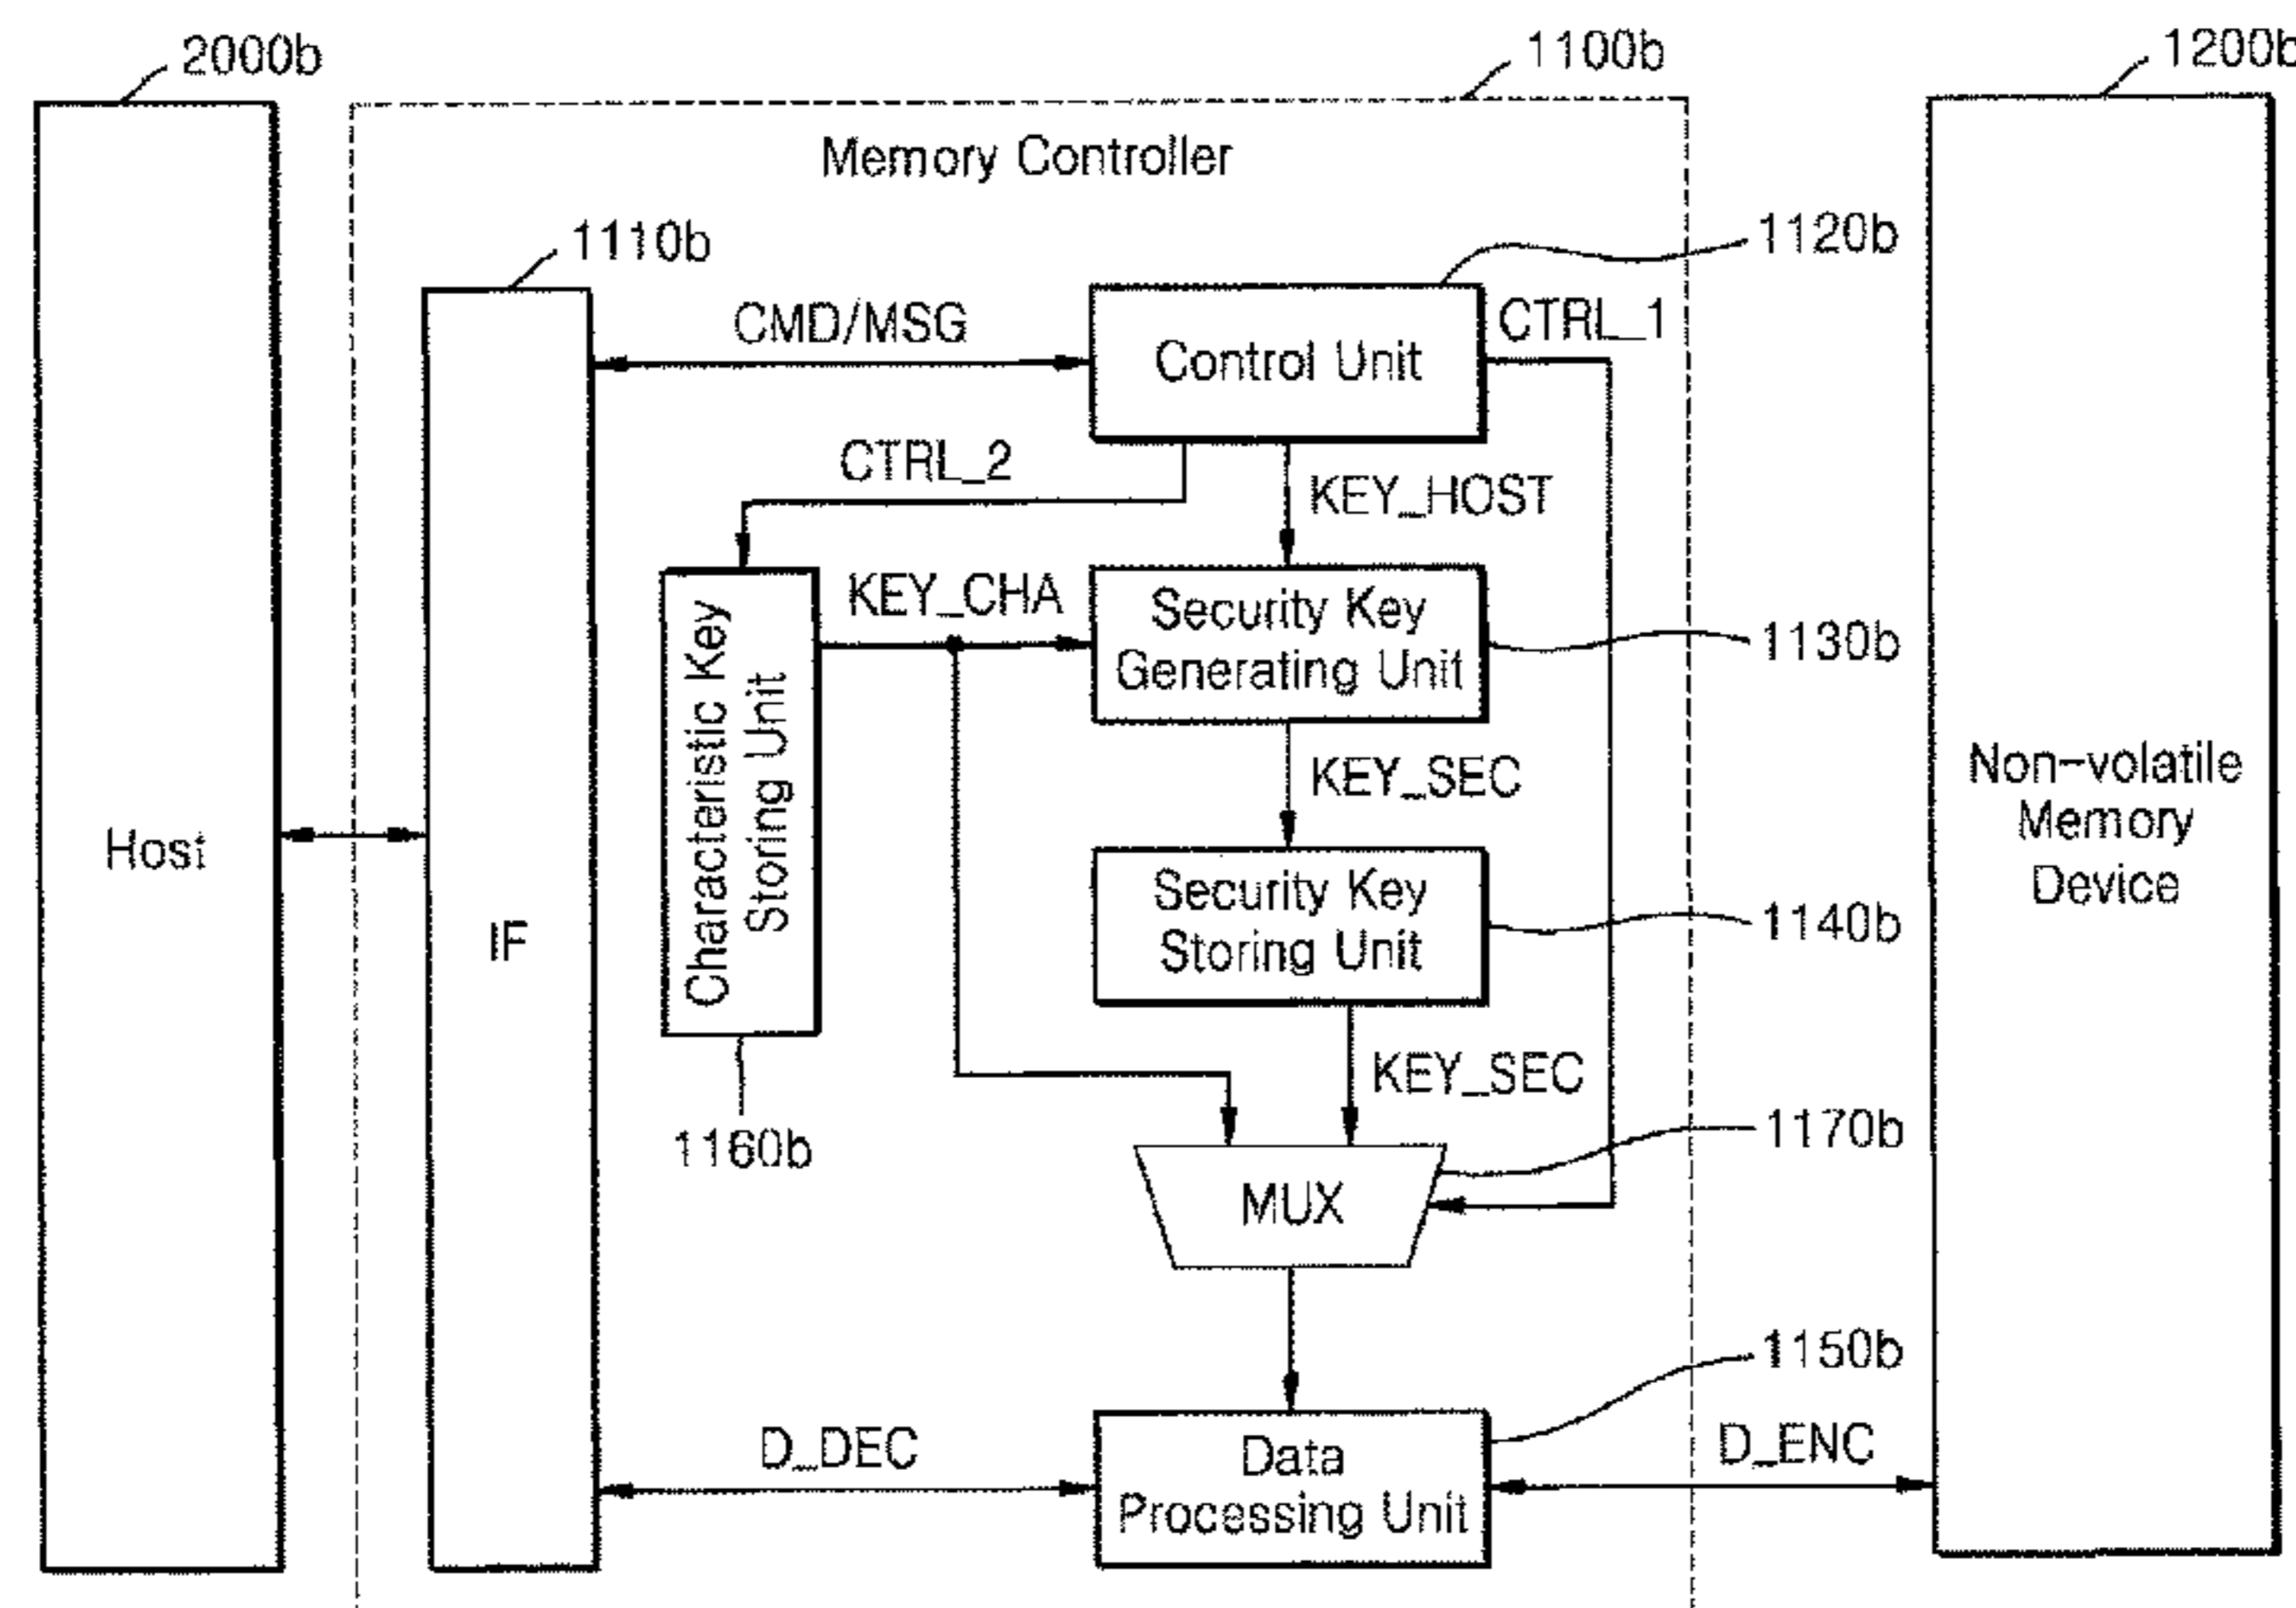 2000b
1100b
1200b
Memory Controller
1110b
1120b
CMD/MSG
Control Unit
CTRL_1
CTRL_2
KEY_HOST
Characteristic Key
Storing Unit
KEY_CHA
Security Key
Generating Unit
1130b
KEY_SEC
Host
IF
Security Key
Storing Unit
1140b
Non-volatile
Memory
Device
KEY_SEC
1160b
1170b
MUX
1150b
D_DEC
Data
Processing Unit
D_ENC